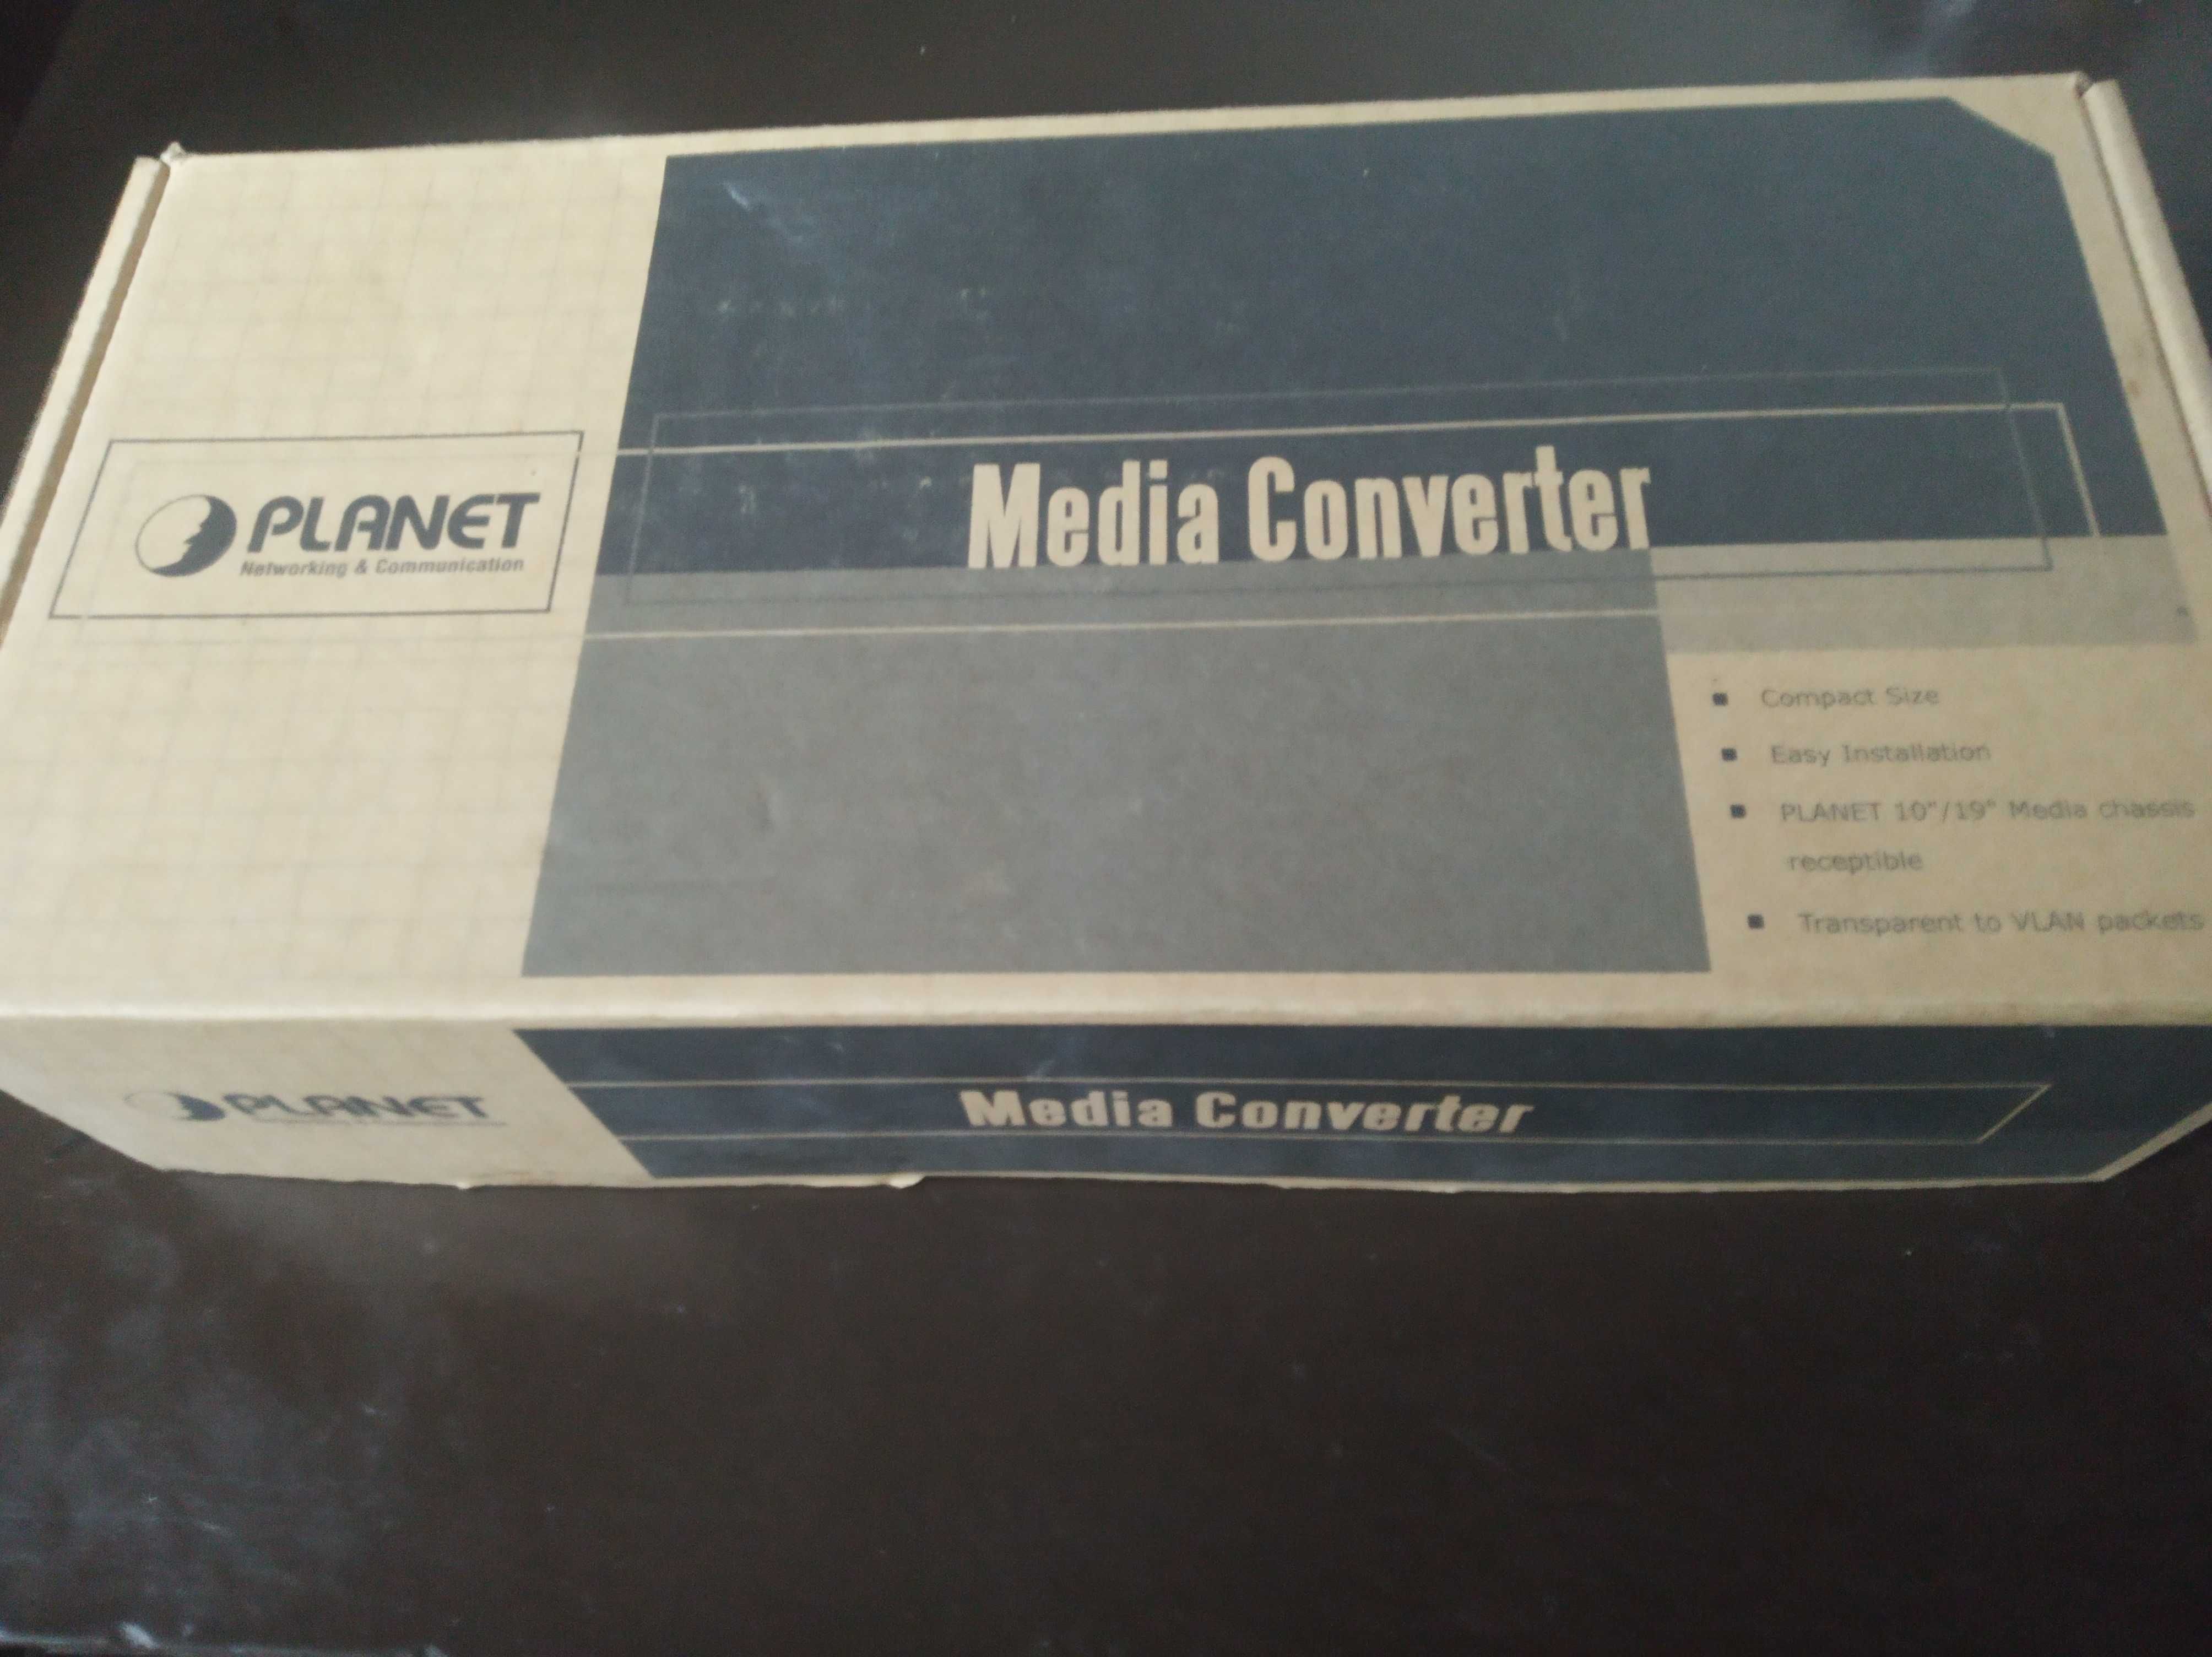 PLANET
Networking & Communication
Media Converter
Compact Size
Easy Installation
PLANET 10"/19" Media chassis
receptible
Transparent to VLAN packets
PLANET
Media Converter